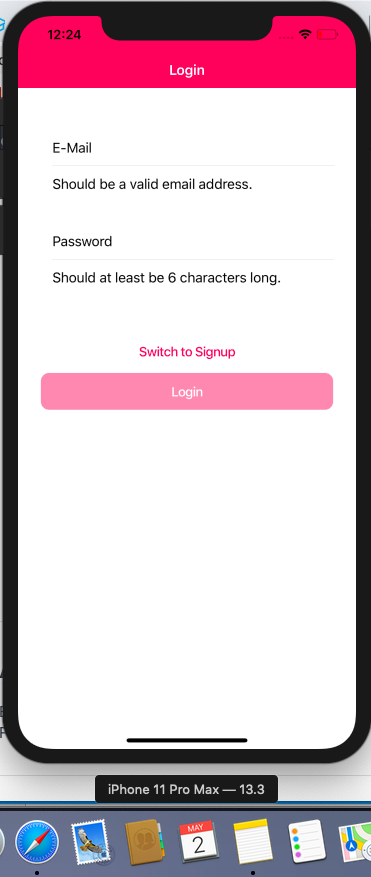 12:24
Login
E-Mail
Should be a valid email address.
Password
Should at least be 6 characters long.
Switch to Signup
Login
iPhone 11 Pro Max — 13.3
MAY
2